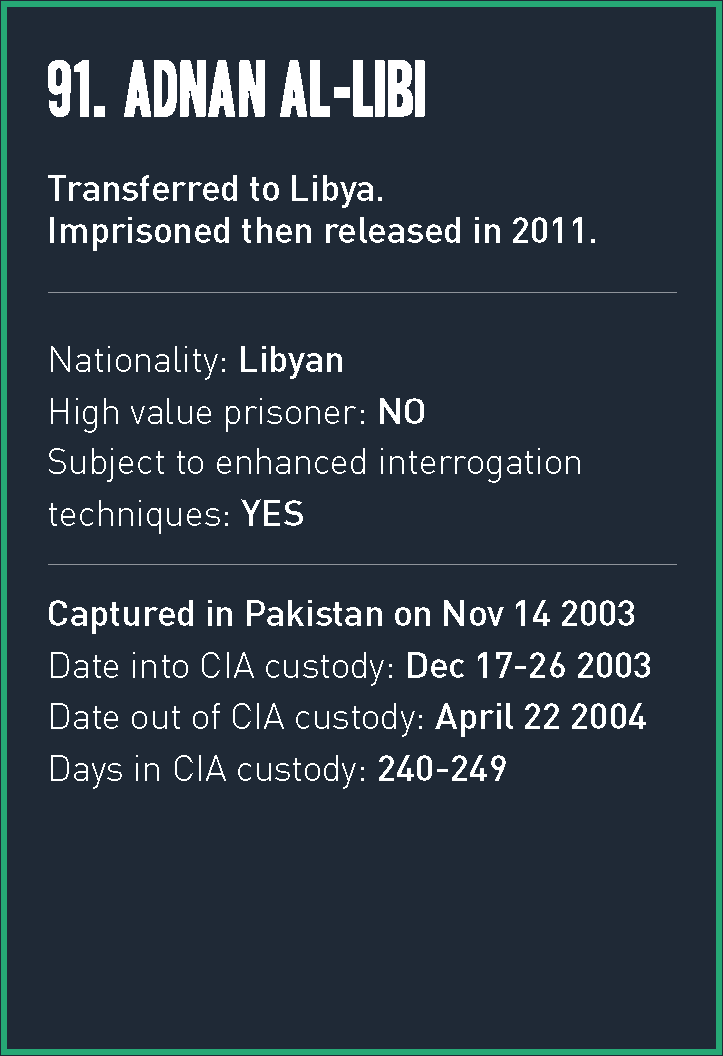 91. ADNAN AL-LIBI
Transferred to Libya.
Imprisoned then released in 2011.
Nationality: Libyan
High value prisoner: NO
Subject to enhanced interrogation
techniques: YES
Captured in Pakistan on Nov 14 2003
Date into CIA custody: Dec 17-26 2003
Date out of CIA custody: April 22 2004
Days in CIA custody: 240-249